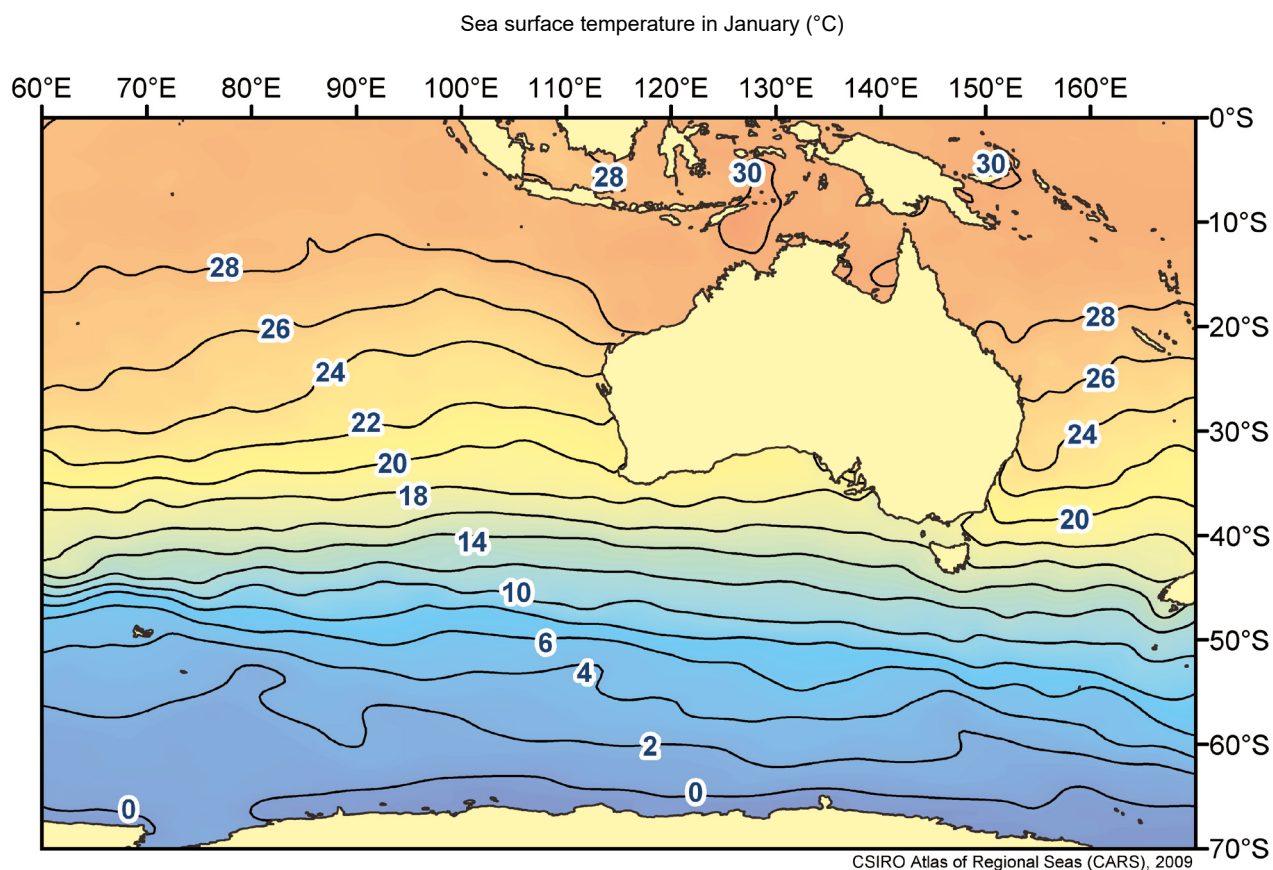 Sea surface temperature in January (°C)
60°E 70°E 80°E 90°E 100°E 110°E 120°E 130°E 140°E 150°E 160°E
0°S
30
30
28
10°S
28
28
20°S
26
24
26
22
24
30°S
20
18
20
14
40°S
10
6
50°S
4
2
60°S
0
0
70°S
CSIRO Atlas of Regional Seas (CARS), 2009